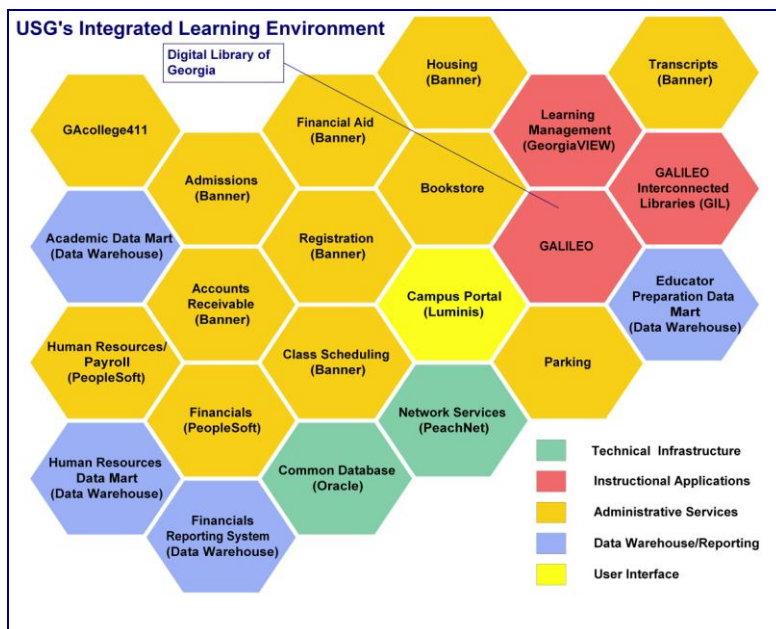 USG's Integrated Learning Environment
Digital Library of
Georgia
Housing
(Banner)
Transcripts
(Banner)
GAcollege411
Financial Aid
(Banner)
Learning
Management
(GeorgiaVIEW)
Admissions
(Banner)
Bookstore
GALILEO
Interconnected
Libraries (GIL)
Academic Data Mart
(Data Warehouse)
Registration
(Banner)
GALILEO
Accounts
Receivable
(Banner)
Campus Portal
(Luminis)
Educator
Preparation Data
Mart
(Data Warehouse)
Human Resources/
Payroll
(PeopleSoft)
Class Scheduling
(Banner)
Parking
Financials
(PeopleSoft)
Network Services
(PeachNet)
Human Resources
Data Mart
(Data Warehouse)
Common Database
(Oracle)
Financials
Reporting System
(Data Warehouse)
Technical Infrastructure
Instructional Applications
Administrative Services
Data Warehouse/Reporting
User Interface